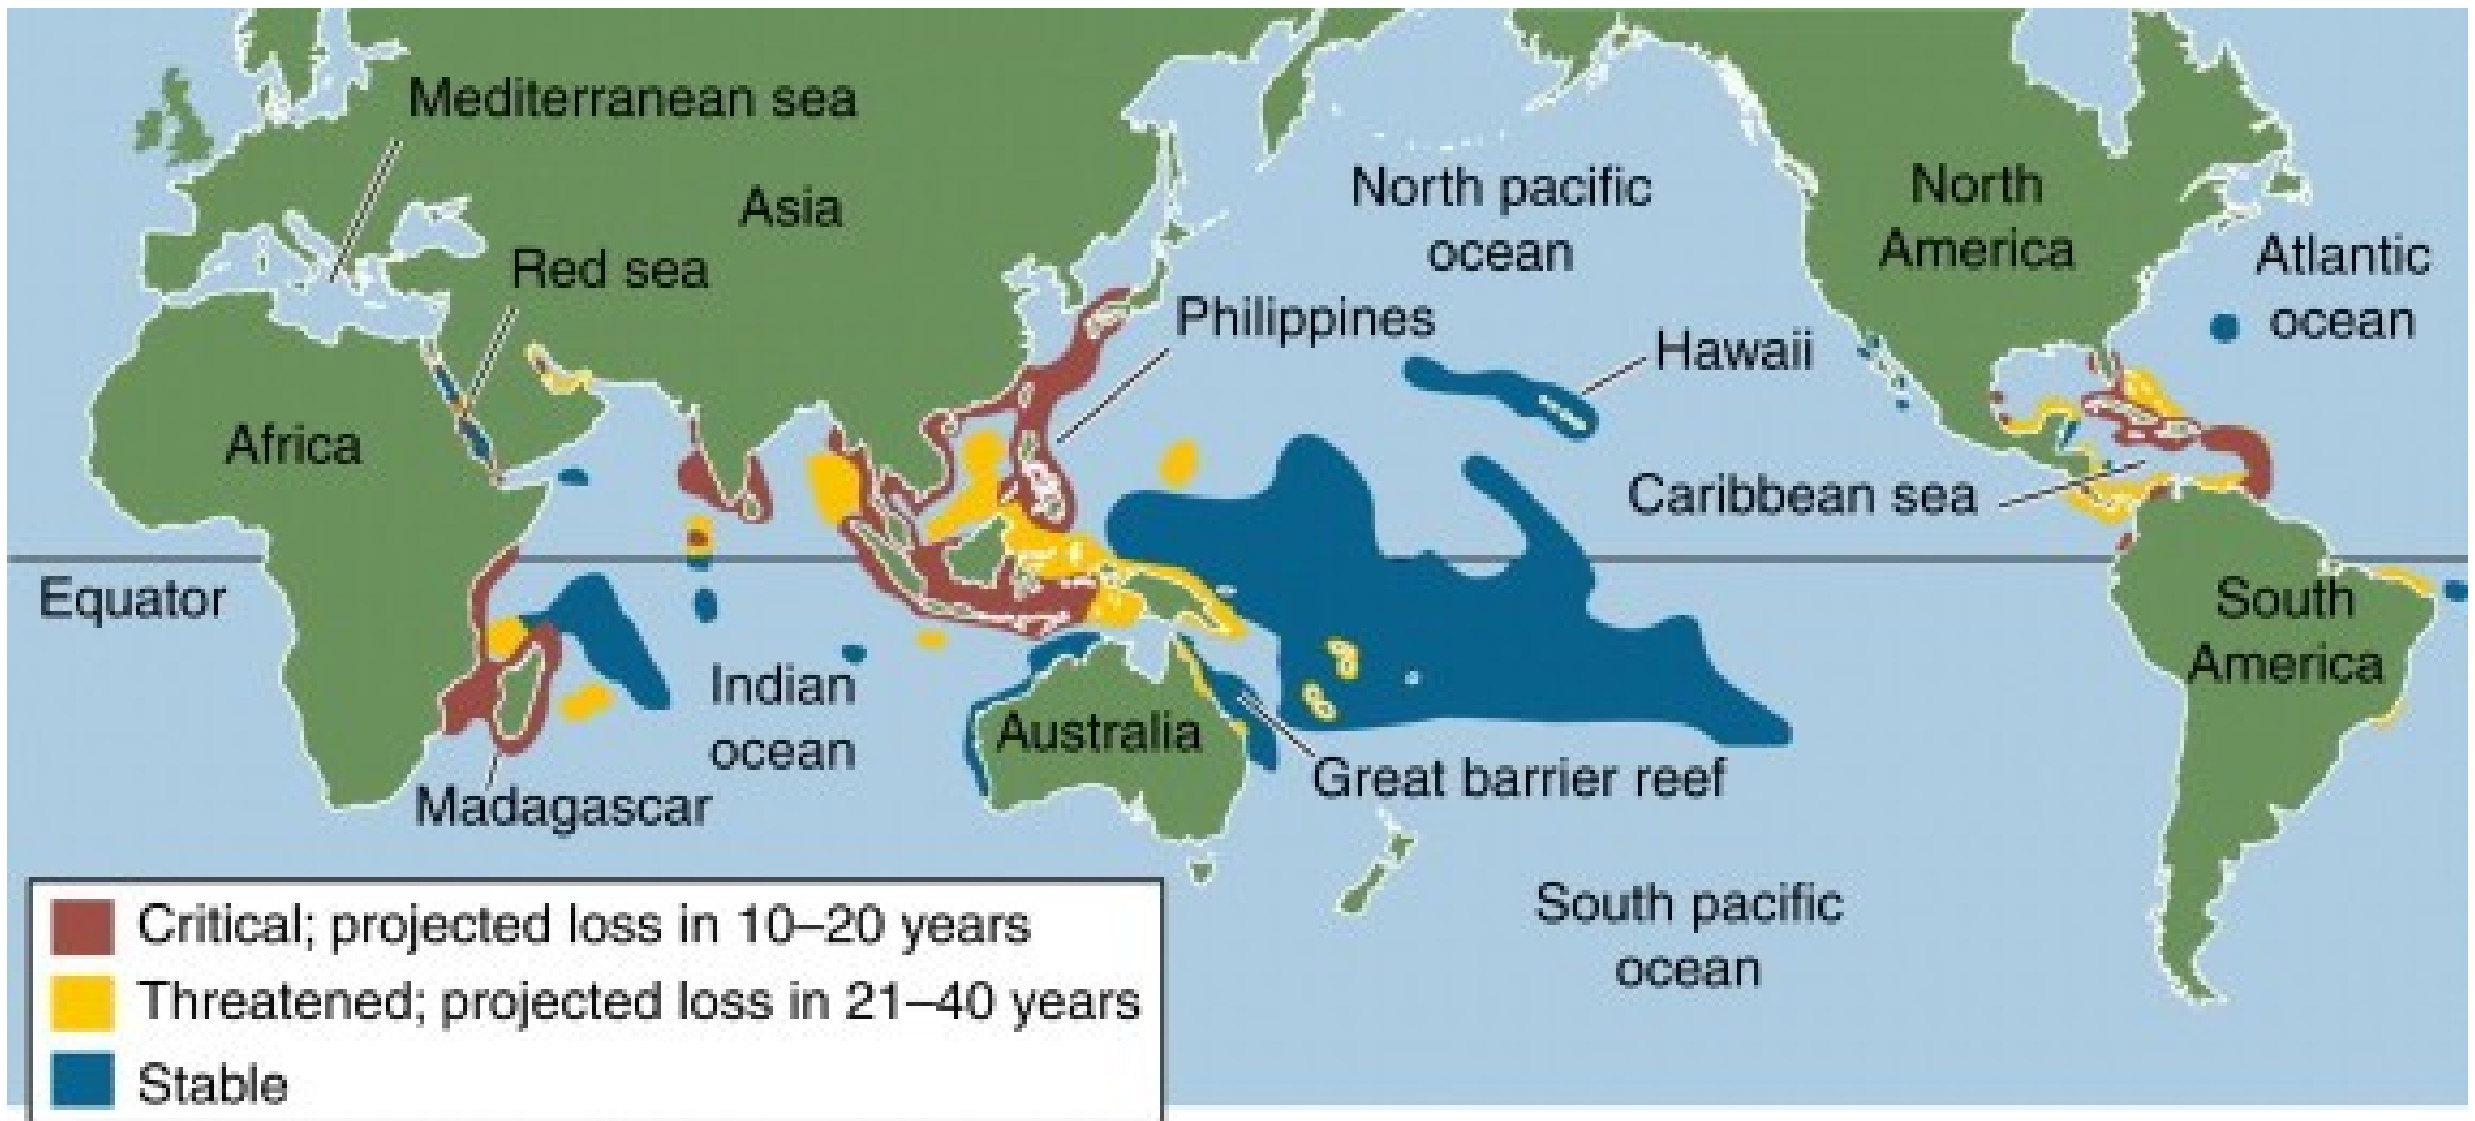 Mediterranean sea
Asia
Red sea
Africa
North pacific
ocean
Philippines
Hawaii
North
America
Atlantic
ocean
Caribbean sea
Equator
Indian
ocean
Madagascar
Australia
Great barrier reef
South
America
South pacific
ocean
Critical; projected loss in 10–20 years
Threatened; projected loss in 21–40 years
Stable